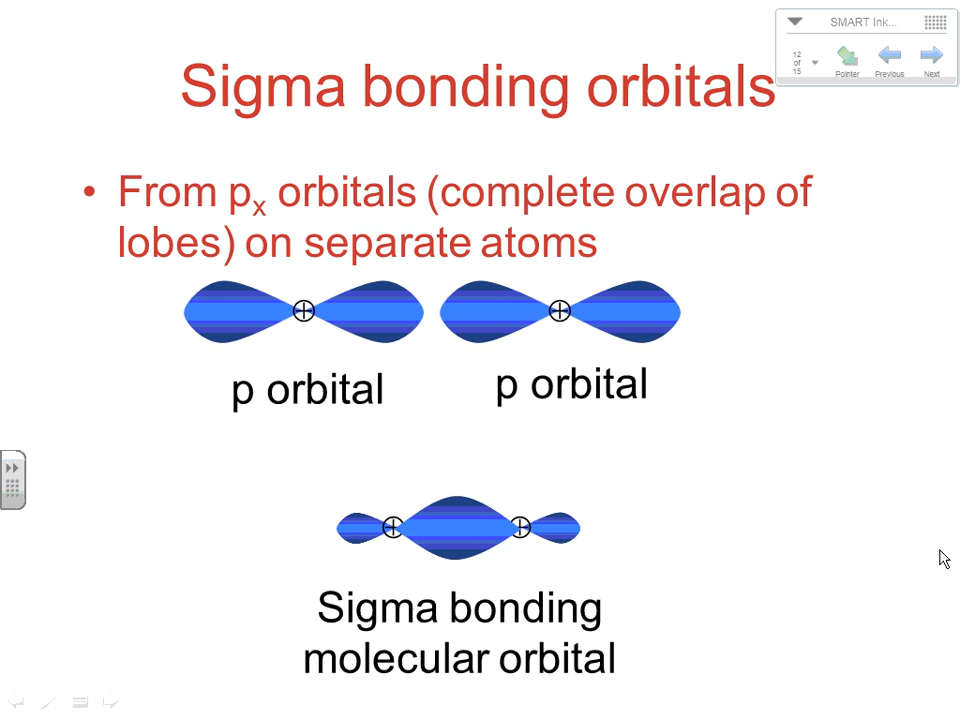 SMART Ink...
12
of
15
Pointer Previous Next
Sigma bonding orbitals
• From pₓ orbitals (complete overlap of
lobes) on separate atoms
p orbital p orbital
Sigma bonding
molecular orbital